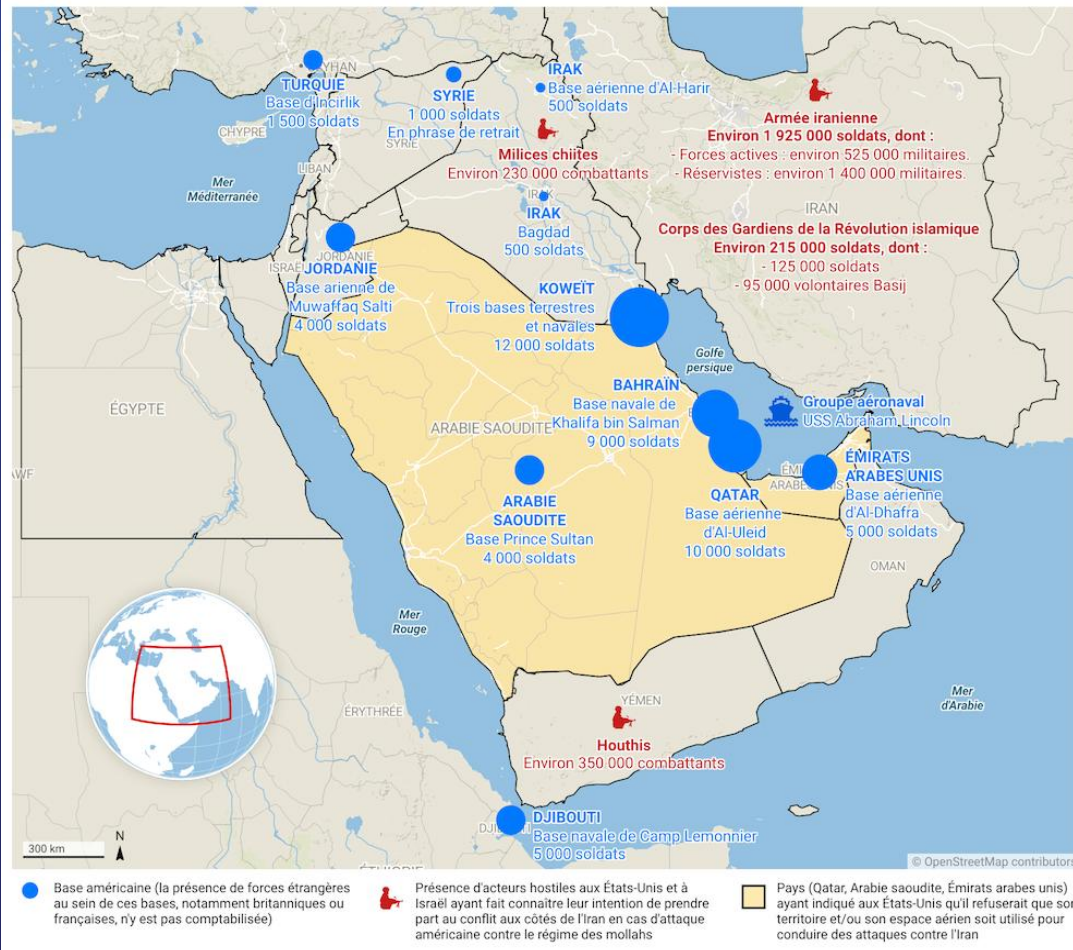 CEYHAN
TURQUIE
Base d'Incirlik
1 500 soldats
CHYPRE
SYRIE
1 000 soldats
En phrase de retrait
SYRIE
IRAK
Base aérienne d'Al-Harir
500 soldats
Milices chiites
Environ 230 000 combattants
Armée iranienne
Environ 1 925 000 soldats, dont :
- Forces actives : environ 525 000 militaires.
- Réservistes : environ 1 400 000 militaires.
LIBAN
Mer
Méditerranée
IRAK
IRAK
Bagdad
500 soldats
IRAN
Corps des Gardiens de la Révolution islamique
Environ 215 000 soldats, dont :
- 125 000 soldats
- 95 000 volontaires Basij
JORDANIE
ISRAËL
JORDANIE
Base arienne de
Muwaffaq Salti
4 000 soldats
KOWEÏT
Trois bases terrestres
et navales
12 000 soldats
Golfe
persique
BAHRAÏN
Base navale de
Khalifa bin Salman
9 000 soldats
Groupe aéronaval
USS Abraham Lincoln
ÉGYPTE
ARABIE SAOUDITE
ARABIE
SAOUDITE
Base Prince Sultan
4 000 soldats
QATAR
Base aérienne
d'Al-Uleid
10 000 soldats
ÉMIRATS
ARABES UNIS
Base aérienne
d'Al-Dhafra
5 000 soldats
OMAN
Mer
Rouge
ÉRYTHRÉE
YÉMEN
Houthis
Environ 350 000 combattants
Mer
d'Arabie
DJIBOUTI
Base navale de Camp Lemonnier
5 000 soldats
300 km
N
© OpenStreetMap contributors
Base américaine (la présence de forces étrangères
au sein de ces bases, notamment britanniques ou
françaises, n'y est pas comptabilisée)
Présence d'acteurs hostiles aux États-Unis et à
Israël ayant fait connaître leur intention de prendre
part au conflit aux côtés de l'Iran en cas d'attaque
américaine contre le régime des mollahs
Pays (Qatar, Arabie saoudite, Émirats arabes unis)
ayant indiqué aux États-Unis qu'il refuserait que son
territoire et/ou son espace aérien soit utilisé pour
conduire des attaques contre l'Iran